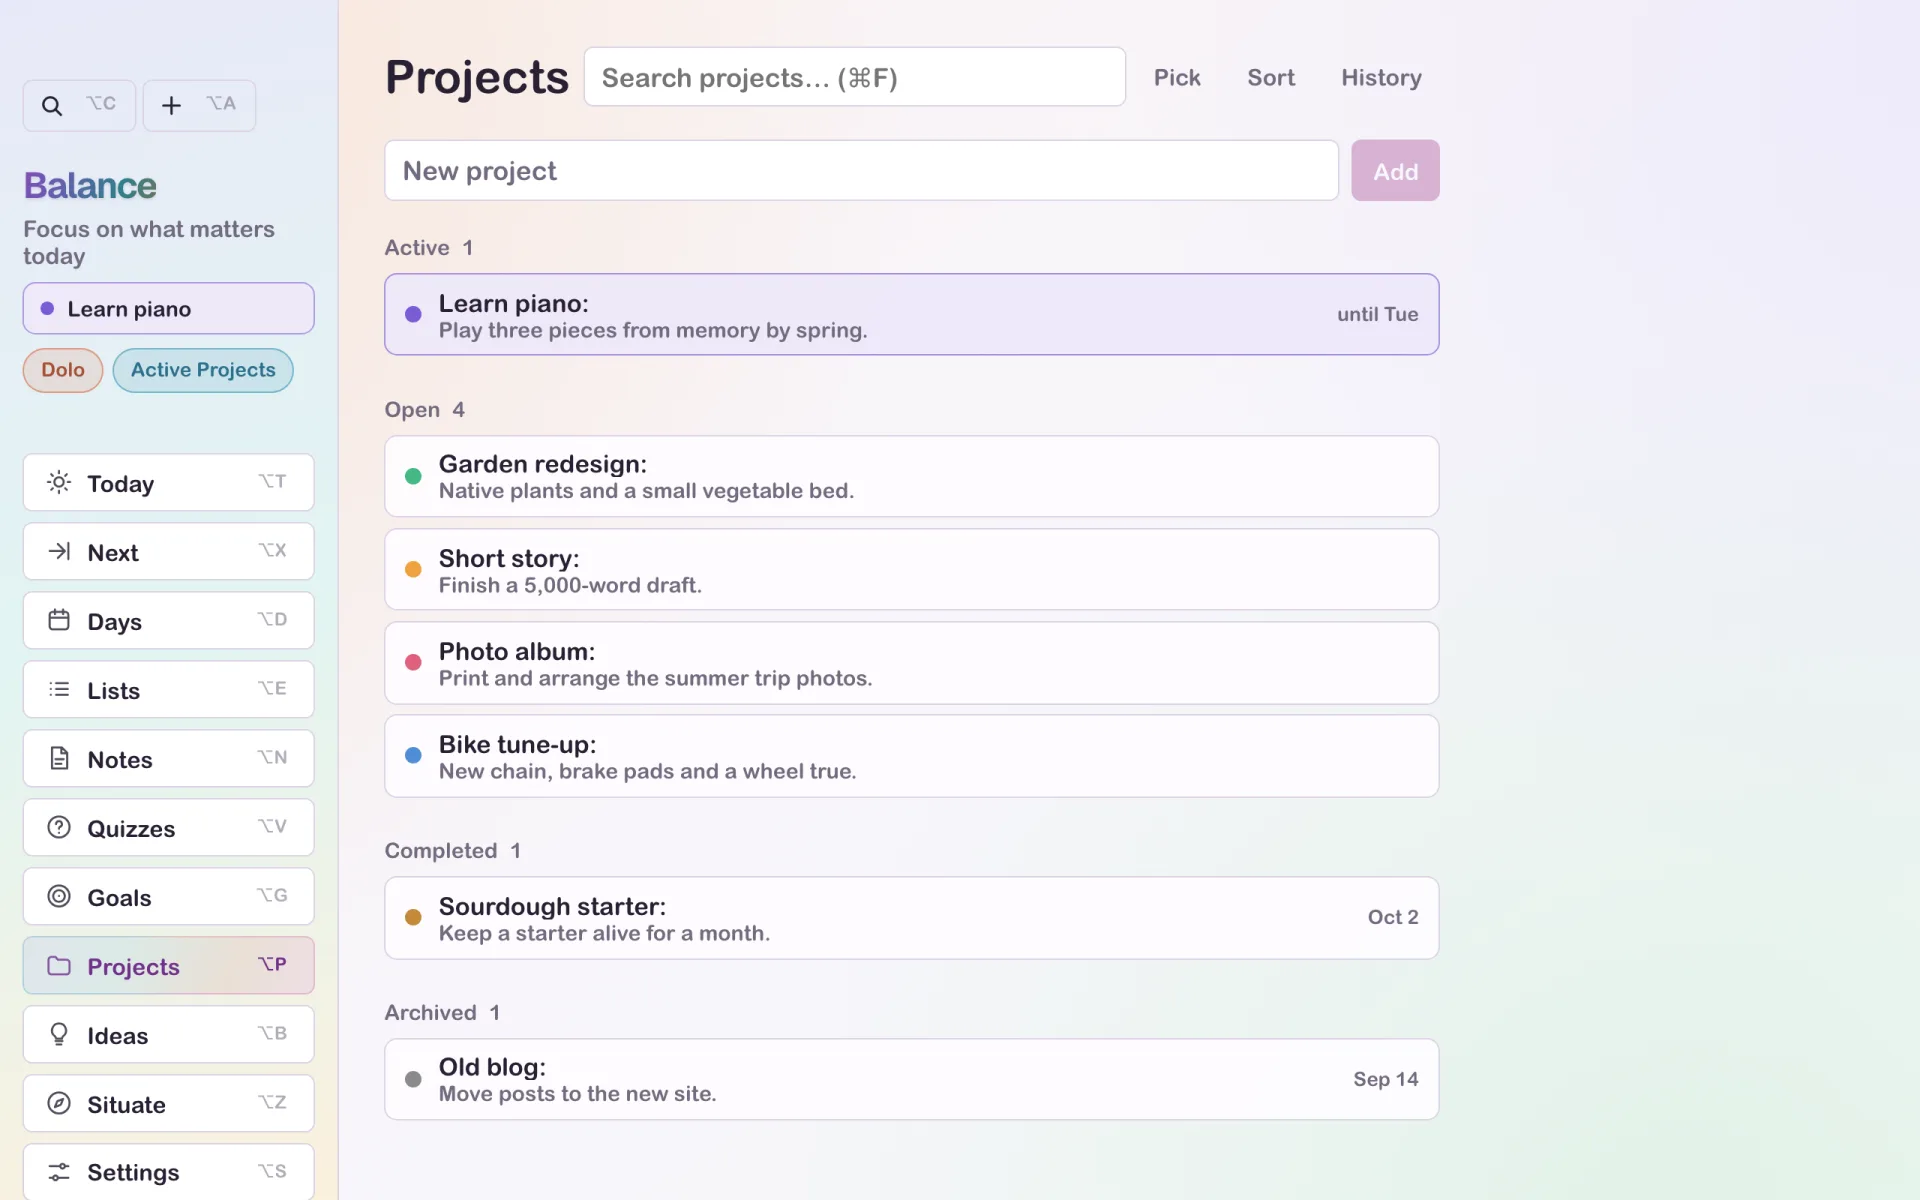 ⌥C
⌥A
Balance
Focus on what matters
today
Learn piano
Dolo
Active Projects
Today ⌥T
Next ⌥X
Days ⌥D
Lists ⌥E
Notes ⌥N
Quizzes ⌥V
Goals ⌥G
Projects ⌥P
Ideas ⌥B
Situate ⌥Z
Settings ⌥S
Projects
Search projects... (⌘F)
Pick
Sort
History
New project
Add
Active 1
Learn piano:
Play three pieces from memory by spring.
until Tue
Open 4
Garden redesign:
Native plants and a small vegetable bed.
Short story:
Finish a 5,000-word draft.
Photo album:
Print and arrange the summer trip photos.
Bike tune-up:
New chain, brake pads and a wheel true.
Completed 1
Sourdough starter:
Keep a starter alive for a month.
Oct 2
Archived 1
Old blog:
Move posts to the new site.
Sep 14